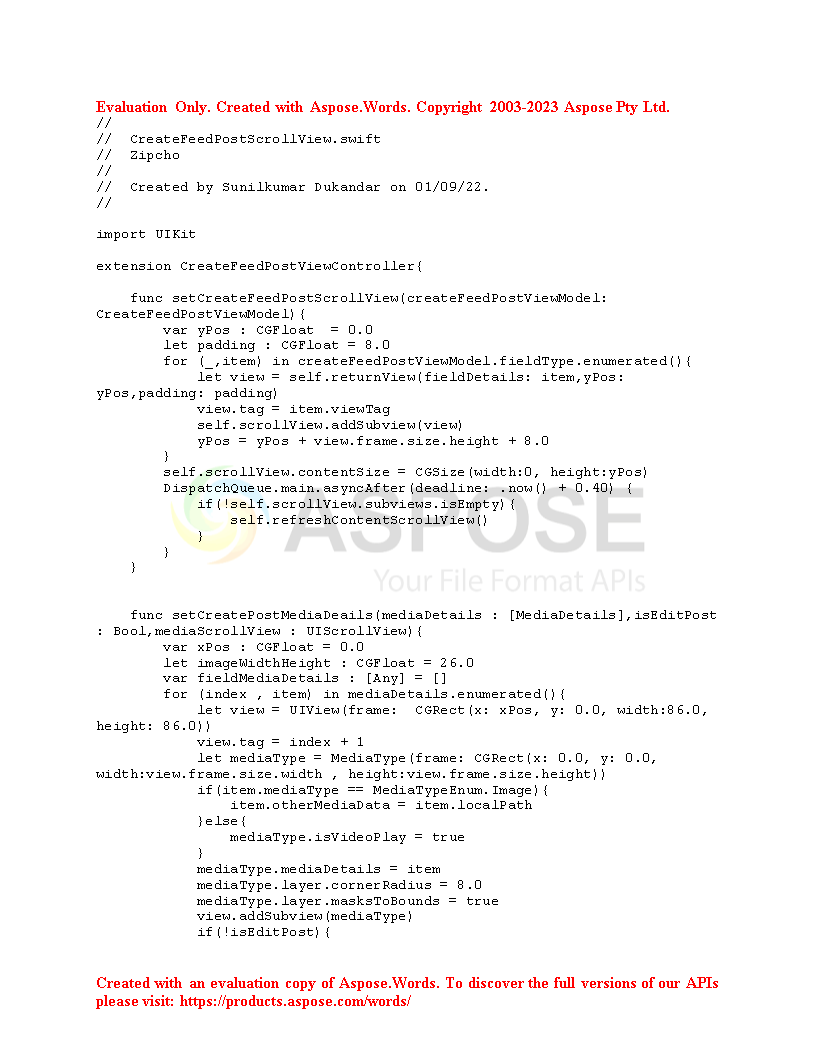 Evaluation Only. Created with Aspose.Words. Copyright 2003-2023 Aspose Pty Ltd.
//
//  CreateFeedPostScrollView.swift
//  Zipcho
//
//  Created by Sunilkumar Dukandar on 01/09/22.
//
import UIKit
extension CreateFeedPostViewController{
    func setCreateFeedPostScrollView(createFeedPostViewModel:
CreateFeedPostViewModel){
        var yPos : CGFloat  = 0.0
        let padding : CGFloat = 8.0
        for (_,item) in createFeedPostViewModel.fieldType.enumerated(){
            let view = self.returnView(fieldDetails: item,yPos:
yPos,padding: padding)
            view.tag = item.viewTag
            self.scrollView.addSubview(view)
            yPos = yPos + view.frame.size.height + 8.0
        }
        self.scrollView.contentSize = CGSize(width:0, height:yPos)
        DispatchQueue.main.asyncAfter(deadline: .now() + 0.40) {
            if(!self.scrollView.subviews.isEmpty){
                self.refreshContentScrollView()
            }
        }
    }
ASPOSE
Your File Format APIs
    func setCreatePostMediaDeails(mediaDetails : [MediaDetails],isEditPost
: Bool,mediaScrollView : UIScrollView){
        var xPos : CGFloat = 0.0
        let imageWidthHeight : CGFloat = 26.0
        var fieldMediaDetails : [Any] = []
        for (index , item) in mediaDetails.enumerated(){
            let view = UIView(frame:  CGRect(x: xPos, y: 0.0, width:86.0,
height: 86.0))
            view.tag = index + 1
            let mediaType = MediaType(frame: CGRect(x: 0.0, y: 0.0,
width:view.frame.size.width , height:view.frame.size.height))
            if(item.mediaType == MediaTypeEnum.Image){
                item.otherMediaData = item.localPath
            }else{
                mediaType.isVideoPlay = true
            }
            mediaType.mediaDetails = item
            mediaType.layer.cornerRadius = 8.0
            mediaType.layer.masksToBounds = true
            view.addSubview(mediaType)
            if(!isEditPost){
Created with an evaluation copy of Aspose.Words. To discover the full versions of our APIs
please visit: https://products.aspose.com/words/